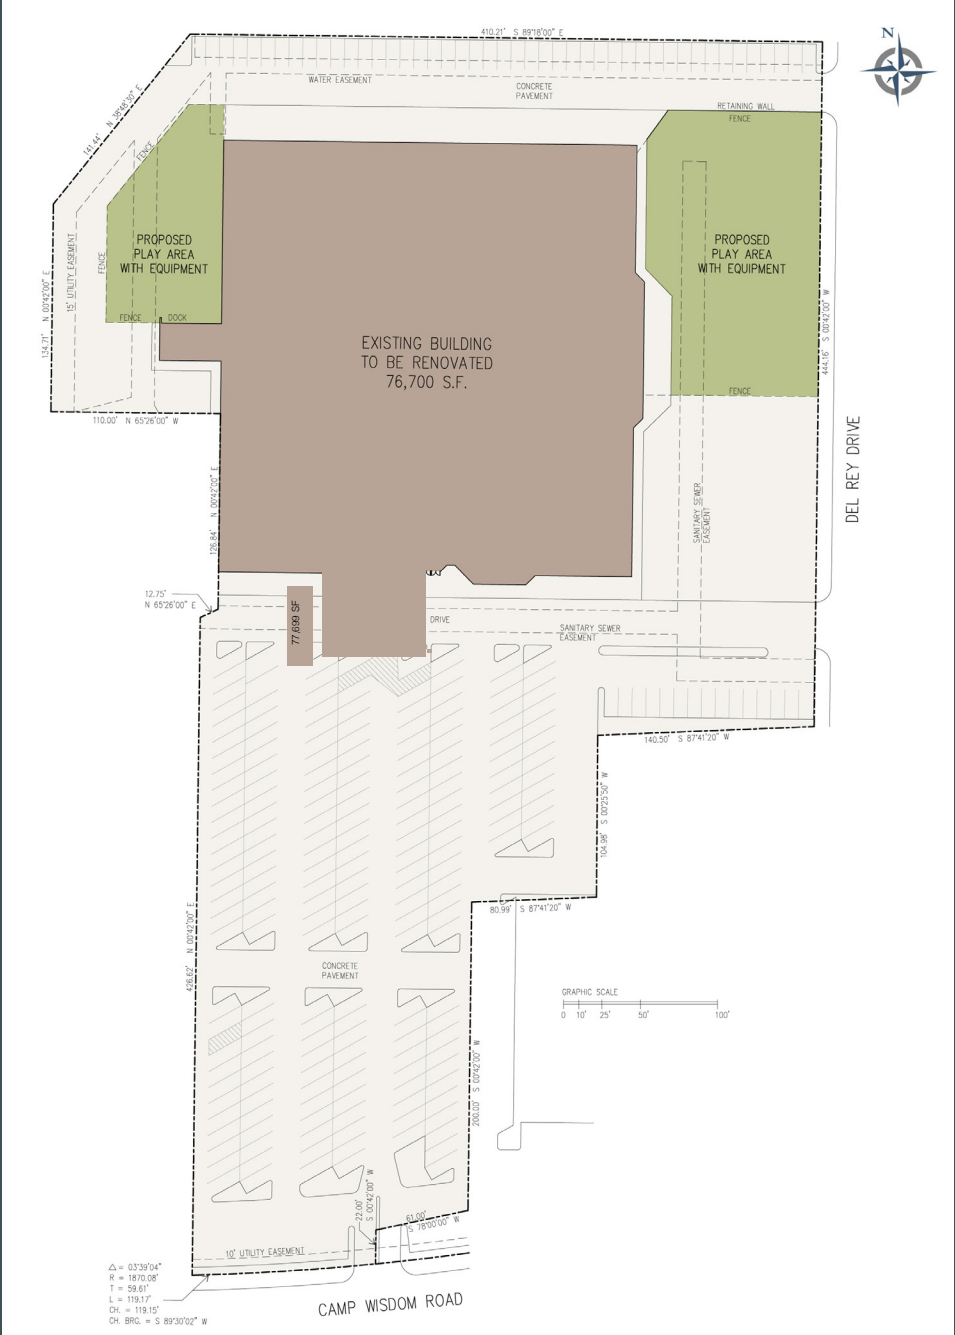 410.21' S 89°18'00" E
N
WATER EASEMENT
CONCRETE
PAVEMENT
RETAINING WALL
FENCE
141.44' N 38°48'30" E
FENCE
PROPOSED
PLAY AREA
WITH EQUIPMENT
PROPOSED
PLAY AREA
WITH EQUIPMENT
FENCE
15' UTILITY EASEMENT
134.71' N 00°42'00" E
FENCE DOCK
EXISTING BUILDING
TO BE RENOVATED
76,700 S.F.
444.16' S 00°42'00" W
FENCE
110.00' N 65°26'00" W
DEL REY DRIVE
126.84' N 00°42'00" E
SANITARY SEWER
EASEMENT
12.75'
N 65°26'00" E
77,699 SF
DRIVE
SANITARY SEWER
EASEMENT
140.50' S 87°41'20" W
104.98' S 00°25'50" W
80.99' S 87°41'20" W
426.62' N 00°42'00" E
CONCRETE
PAVEMENT
GRAPHIC SCALE
0 10' 25' 50' 100'
200.00' S 00°42'00" W
22.00'
S 00°42'00" W
61.00'
S 78°00'00" W
10' UTILITY EASEMENT
Δ = 03°39'04"
R = 1870.08'
T = 59.61'
L = 119.17'
CH. = 119.15'
CH. BRG. = S 89°30'02" W
CAMP WISDOM ROAD